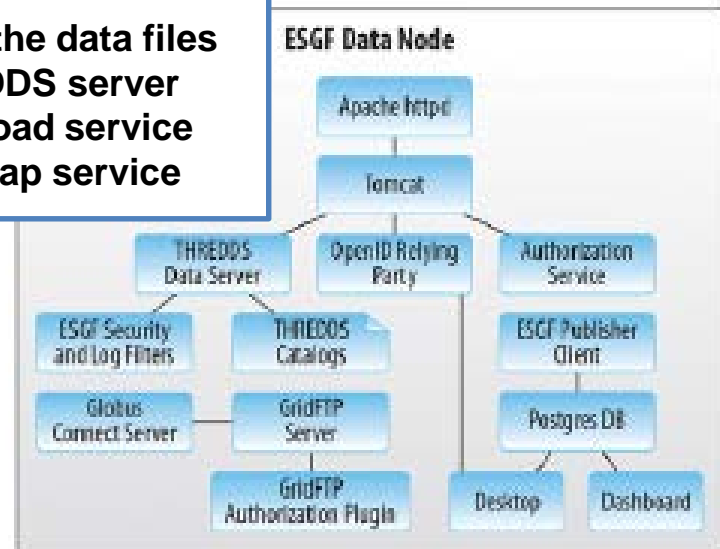 the data files
DDS server
oad service
ap service
ESGF Data Node
Apache httpd
Tomcat
THREDDS
Data Server
OpenID Relying
Party
Authorization
Service
ESGF Security
and Log Filters
THREDDS
Catalogs
ESGF Publisher
Client
Globus
Connect Server
GridFTP
Server
Postgres DB
GridFTP
Authorization Plugin
Desktop
Dashboard